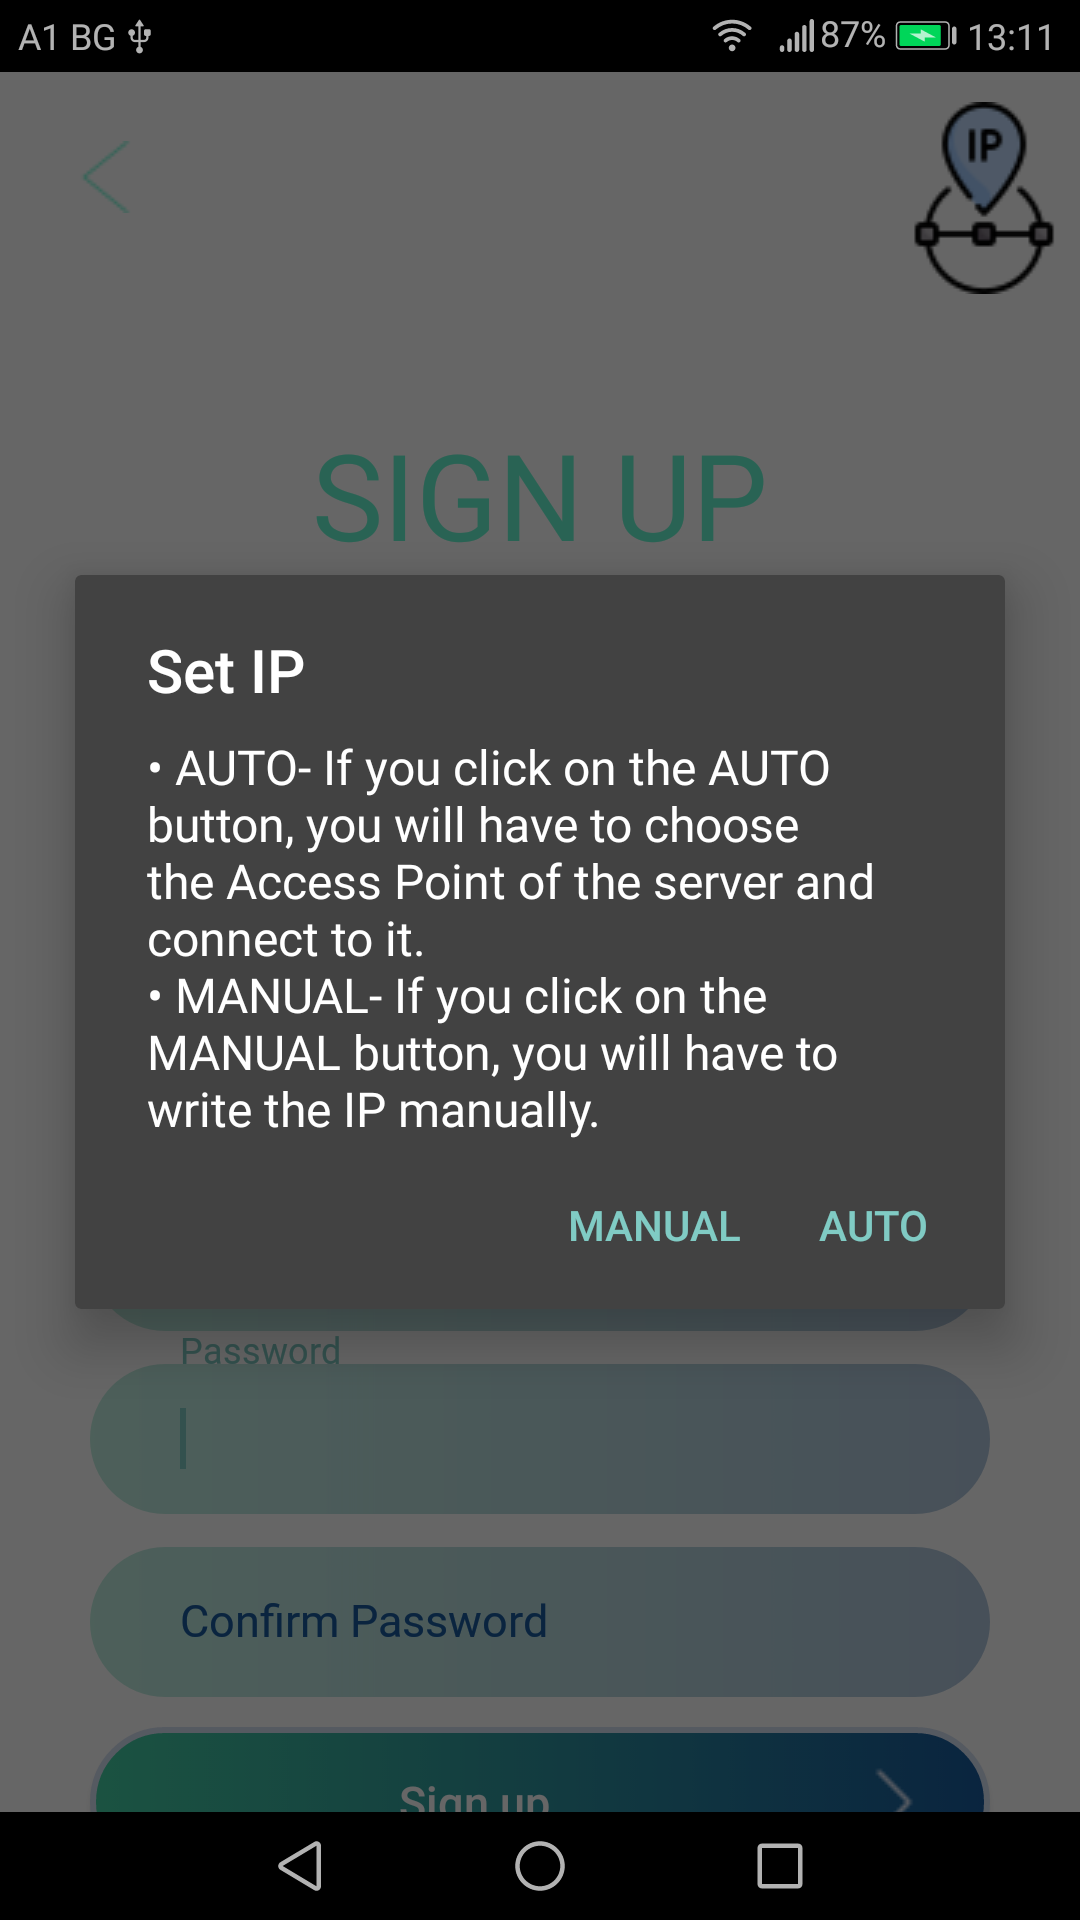 A1 BG 87% 13:11
IP
SIGN UP
Set IP
• AUTO- If you click on the AUTO
button, you will have to choose
the Access Point of the server and
connect to it.
• MANUAL- If you click on the
MANUAL button, you will have to
write the IP manually.
MANUAL AUTO
Password
Confirm Password
Sign up